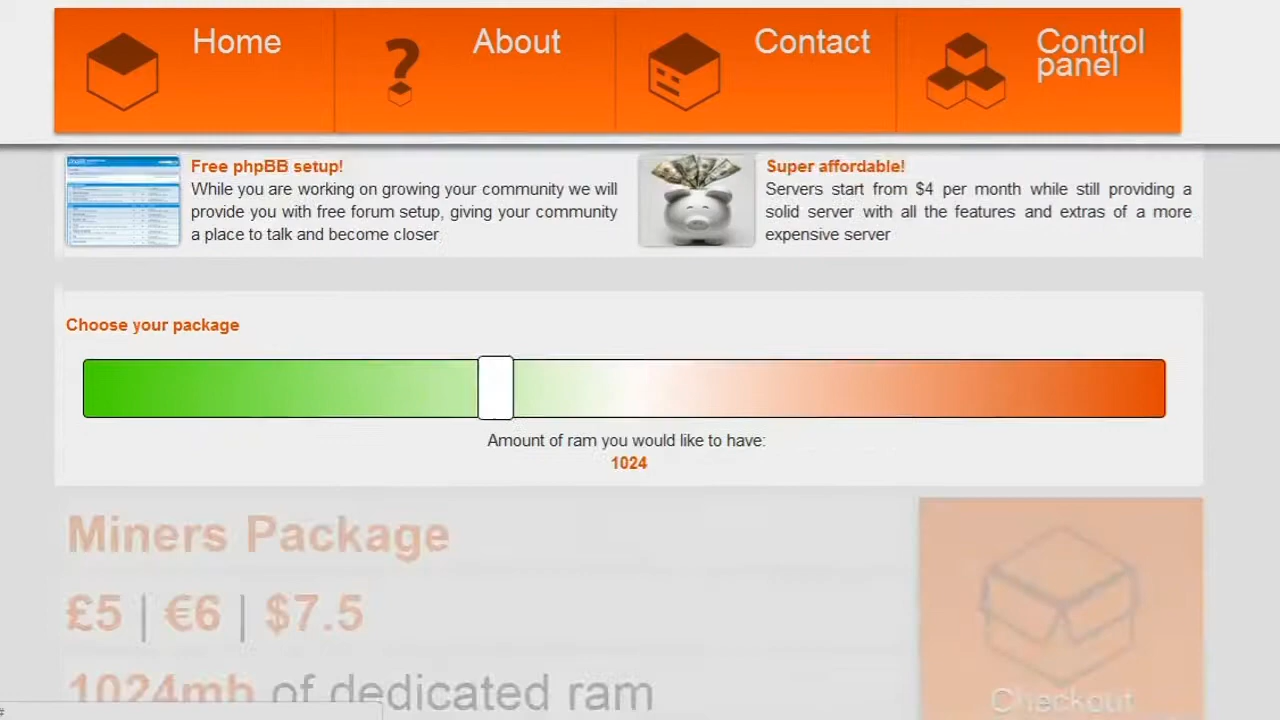 Home
About
Contact
Control
panel
Free phpBB setup!
While you are working on growing your community we will
provide you with free forum setup, giving your community
a place to talk and become closer
Super affordable!
Servers start from $4 per month while still providing a
solid server with all the features and extras of a more
expensive server
Choose your package
Amount of ram you would like to have:
1024
Miners Package
£5 | €6 | $7.5
1024mb of dedicated ram
Checkout
#